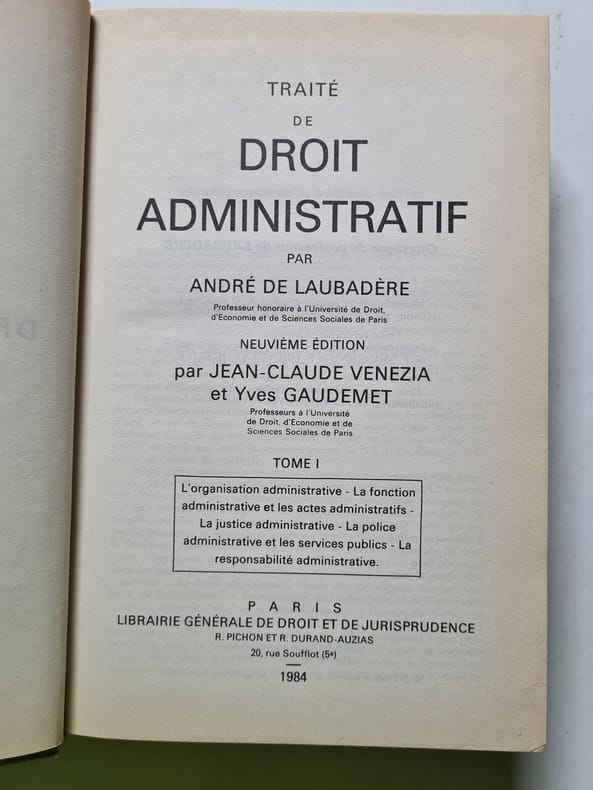 TRAITÉ
DE
DROIT
ADMINISTRATIF
PAR
ANDRÉ DE LAUBADÈRE
Professeur honoraire à l'Université de Droit,
d'Economie et de Sciences Sociales de Paris
NEUVIÈME ÉDITION
par JEAN-CLAUDE VENEZIA
et Yves GAUDEMET
Professeurs à l'Université
de Droit, d'Economie et de
Sciences Sociales de Paris
TOME I
L'organisation administrative - La fonction
administrative et les actes administratifs -
La justice administrative - La police
administrative et les services publics - La
responsabilité administrative.
PARIS
LIBRAIRIE GÉNÉRALE DE DROIT ET DE JURISPRUDENCE
R. PICHON ET R. DURAND-AUZIAS
20, rue Soufflot (5e)
1984